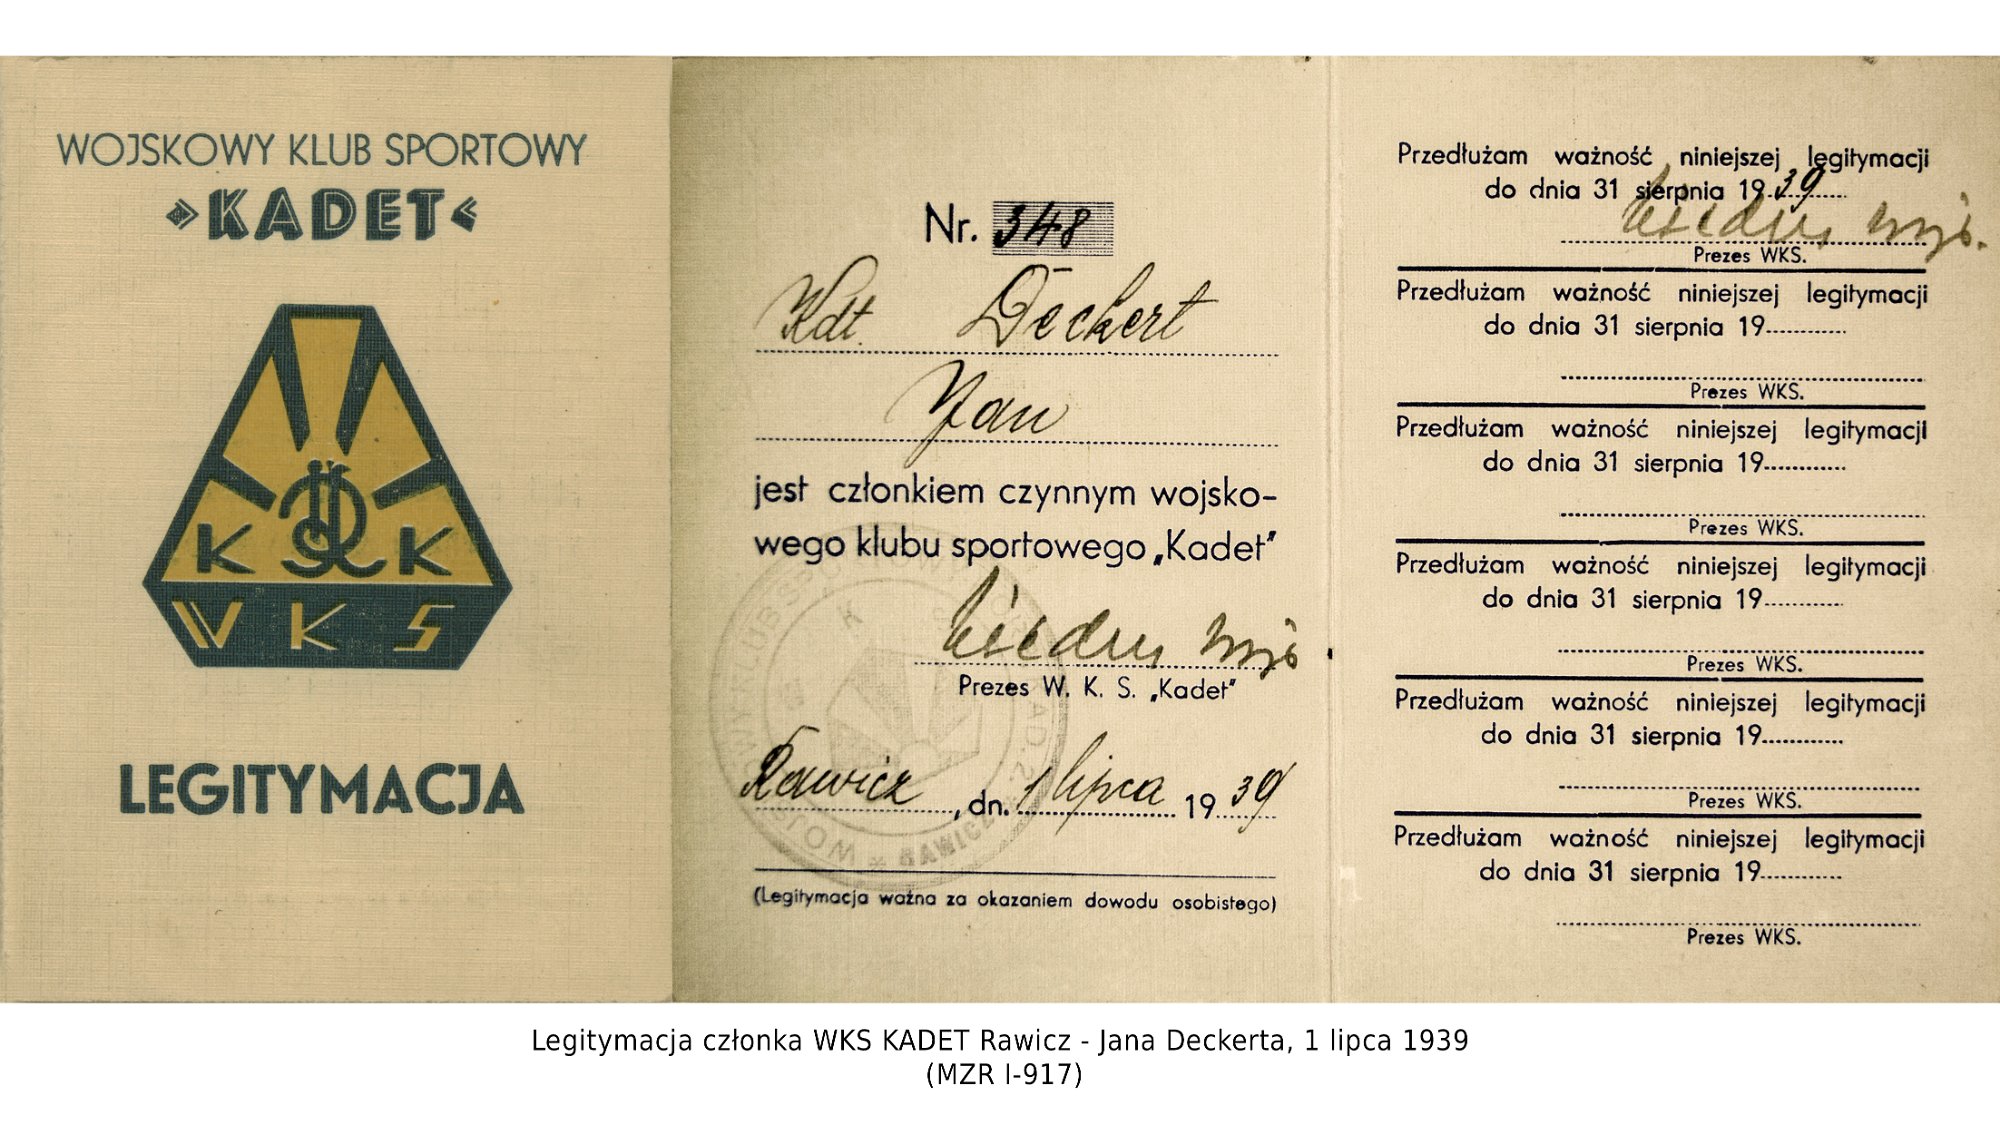 WOJSKOWY KLUB SPORTOWY
»KADET«
K K
WKS
LEGITYMACJA
Nr. 348
Kdt. Deckert
Jan
jest członkiem czynnym wojsko-
wego klubu sportowego „Kadet"
mjr.
Prezes W. K. S. „Kadet"
Rawicz, dn. 1 lipca 1939
(Legitymacja ważna za okazaniem dowodu osobistego)
RAWICZ
Przedłużam ważność niniejszej legitymacji
do dnia 31 sierpnia 1939
mjr.
Prezes WKS.
Przedłużam ważność niniejszej legitymacji
do dnia 31 sierpnia 19
Prezes WKS.
Przedłużam ważność niniejszej legitymacji
do dnia 31 sierpnia 19
Prezes WKS.
Przedłużam ważność niniejszej legitymacji
do dnia 31 sierpnia 19
Prezes WKS.
Przedłużam ważność niniejszej legitymacji
do dnia 31 sierpnia 19
Prezes WKS.
Przedłużam ważność niniejszej legitymacji
do dnia 31 sierpnia 19
Prezes WKS.
Legitymacja członka WKS KADET Rawicz - Jana Deckerta, 1 lipca 1939
(MZR I-917)